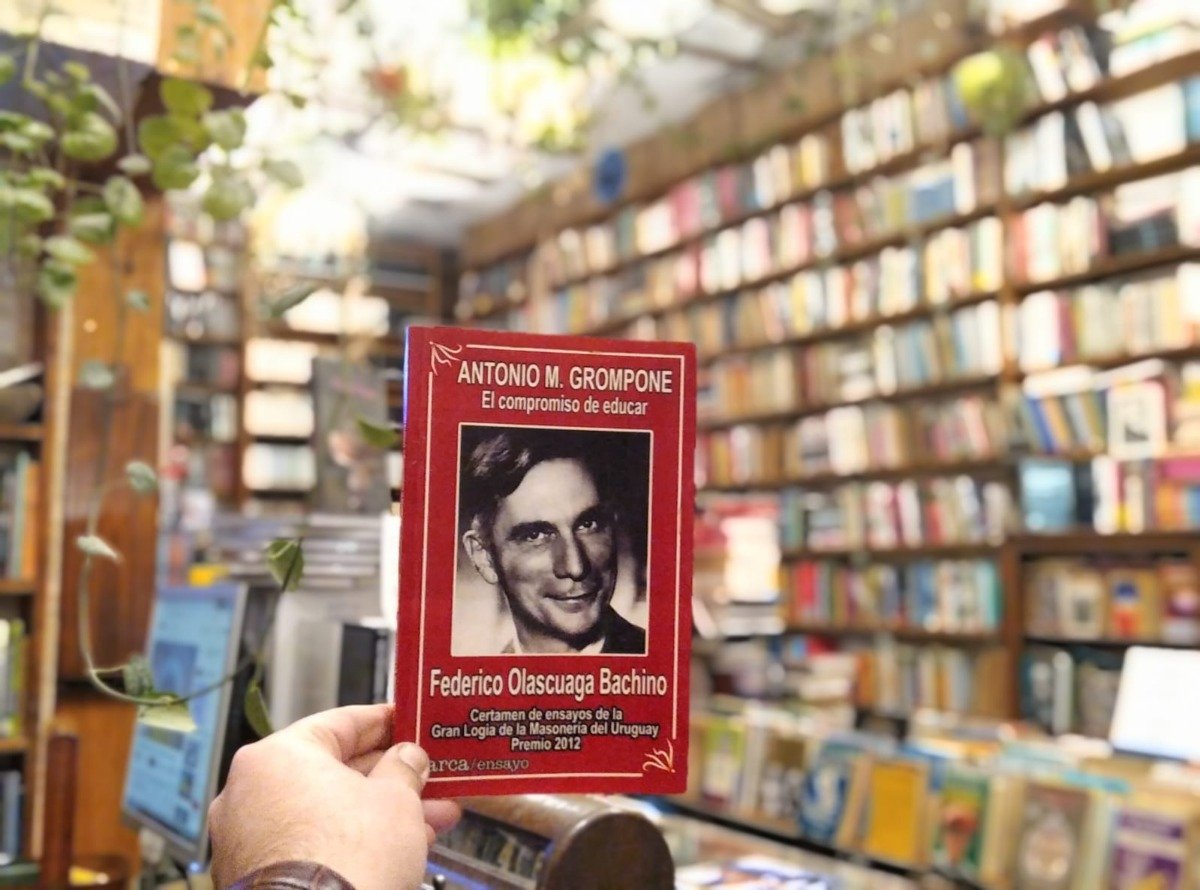 ANTONIO M. GROMPONE
El compromiso de educar
Federico Olascuaga Bachino
Certamen de ensayos de la
Gran Logia de la Masonería del Uruguay
Premio 2012
arca/ensayo